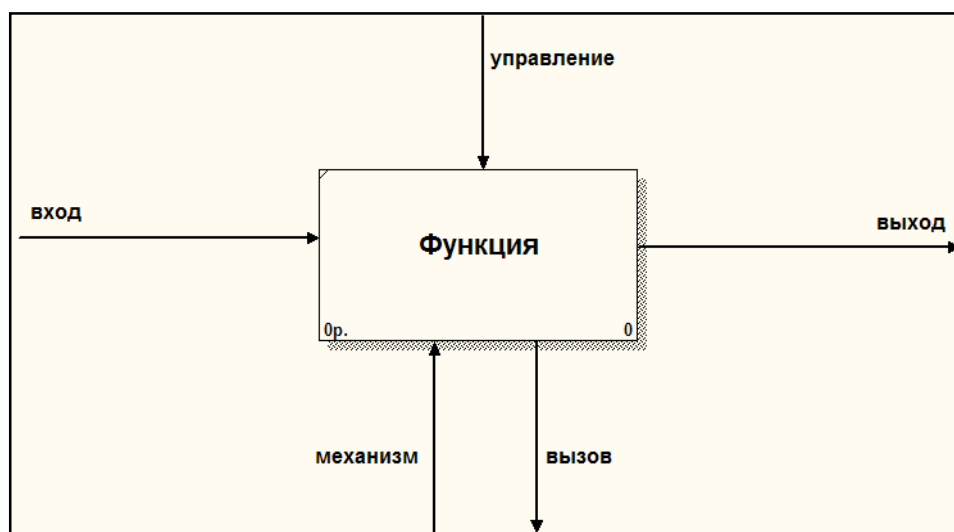 управление
вход
выход
Функция
0р.
0
механизм
вызов